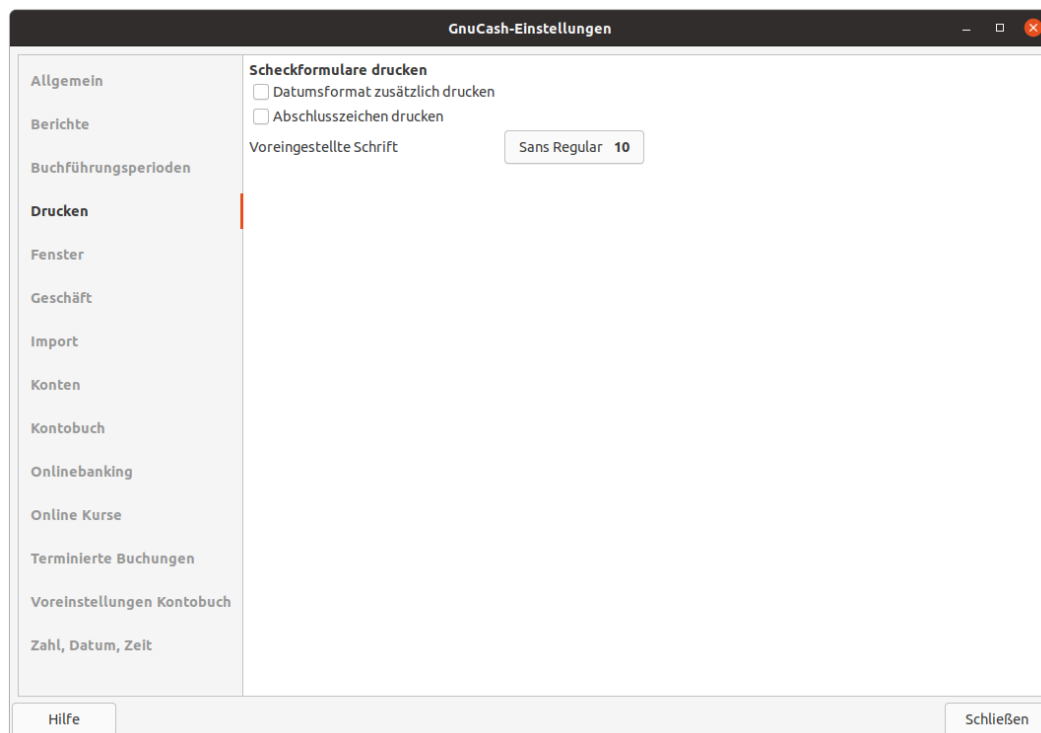 GnuCash-Einstellungen
Allgemein
Berichte
Buchführungsperioden
Drucken
Fenster
Geschäft
Import
Konten
Kontobuch
Onlinebanking
Online Kurse
Terminierte Buchungen
Voreinstellungen Kontobuch
Zahl, Datum, Zeit
Scheckformulare drucken
Datumsformat zusätzlich drucken
Abschlusszeichen drucken
Voreingestellte Schrift Sans Regular 10
Hilfe Schließen